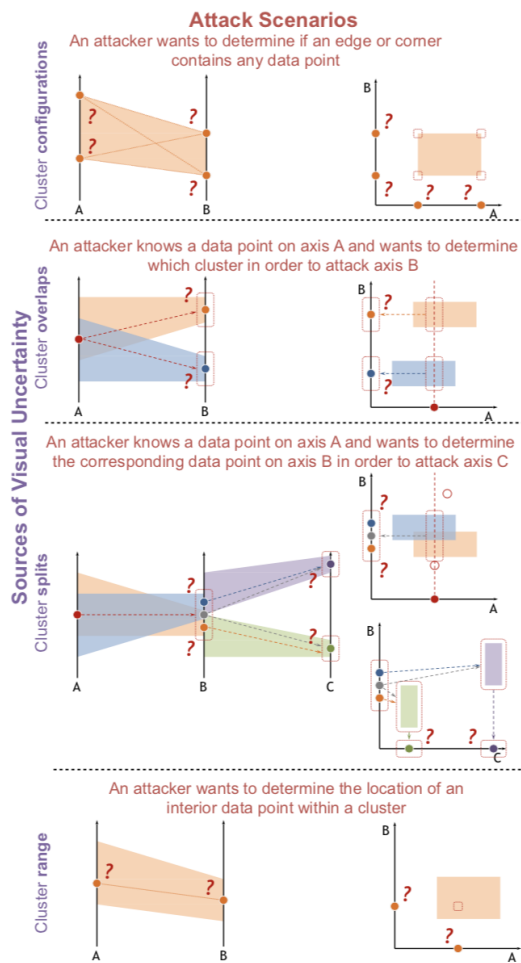 Attack Scenarios
An attacker wants to determine if an edge or corner
contains any data point
Sources of Visual Uncertainty
Cluster configurations
?
?
?
?
A
B
B
?
?
?
?
A
An attacker knows a data point on axis A and wants to determine
which cluster in order to attack axis B
Cluster overlaps
?
?
A
B
B
?
?
A
An attacker knows a data point on axis A and wants to determine
the corresponding data point on axis B in order to attack axis C
Cluster splits
?
?
?
?
A
B
C
B
?
?
A
B
?
?
C
An attacker wants to determine the location of an
interior data point within a cluster
Cluster range
?
?
A
B
B
?
?
A